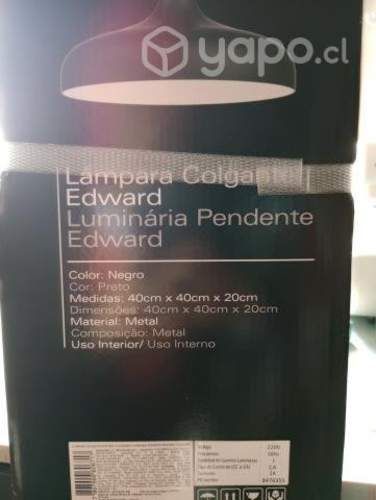 yapo.cl
Lámpara Colgante
Edward
Luminária Pendente
Edward
Color: Negro
Cor: Preto
Medidas: 40cm x 40cm x 20cm
Dimensões: 40cm x 40cm x 20cm
Material: Metal
Composição: Metal
Uso Interior/ Uso Interno